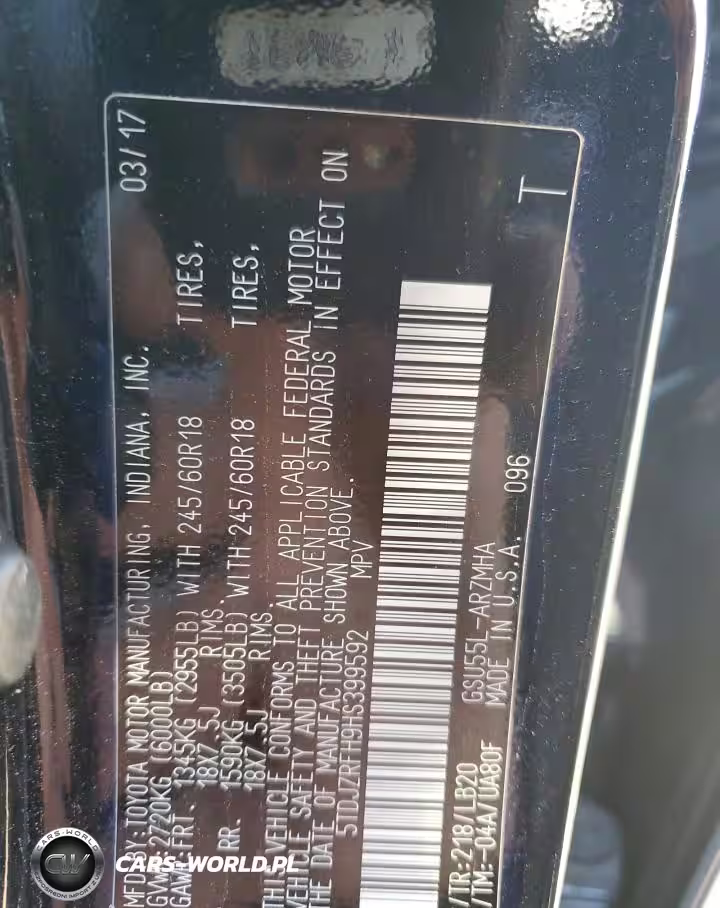 03/17
MFD. BY: TOYOTA MOTOR MANUFACTURING, INDIANA, INC.
GVWR: 2720KG (6000LB)
GAWR FRT. 1345KG (2955LB) WITH 245/60R18 TIRES,
18X7.5J RIMS
RR. 1590KG (3505LB) WITH 245/60R18 TIRES,
18X7.5J RIMS.
THIS VEHICLE CONFORMS TO ALL APPLICABLE FEDERAL MOTOR
VEHICLE SAFETY AND THEFT PREVENTION STANDARDS IN EFFECT ON
THE DATE OF MANUFACTURE SHOWN ABOVE.
5TDJZRFH9HS399592 MPV
/TR:218/LB20 GSU55L-ARZMHA
/TM:-04A/UA80F MADE IN U.S.A. 096
T
CARS-WORLD
CW
CARS-WORLD.PL